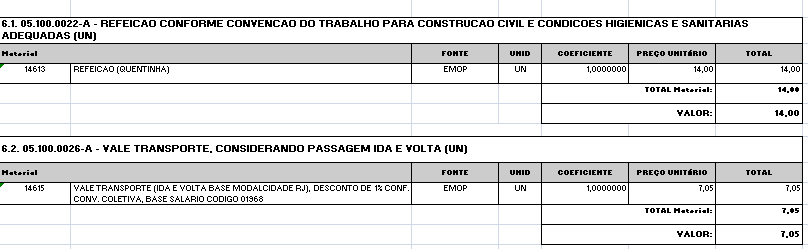 6.1. 05.100.0022-A - REFEICAO CONFORME CONVENCAO DO TRABALHO PARA CONSTRUCAO CIVIL E CONDICOES HIGIENICAS E SANITARIAS
ADEQUADAS (UN)
Material FONTE UNID COEFICIENTE PREÇO UNITÁRIO TOTAL
14613 REFEICAO (QUENTINHA) EMOP UN 1,0000000 14,00 14,00
TOTAL Material: 14,00
VALOR: 14,00
6.2. 05.100.0026-A - VALE TRANSPORTE, CONSIDERANDO PASSAGEM IDA E VOLTA (UN)
Material FONTE UNID COEFICIENTE PREÇO UNITÁRIO TOTAL
14615 VALE TRANSPORTE (IDA E VOLTA BASE MODALCIDADE RJ), DESCONTO DE 1% CONF. EMOP UN 1,0000000 7,05 7,05
CONV. COLETIVA, BASE SALARIO CODIGO 01968
TOTAL Material: 7,05
VALOR: 7,05